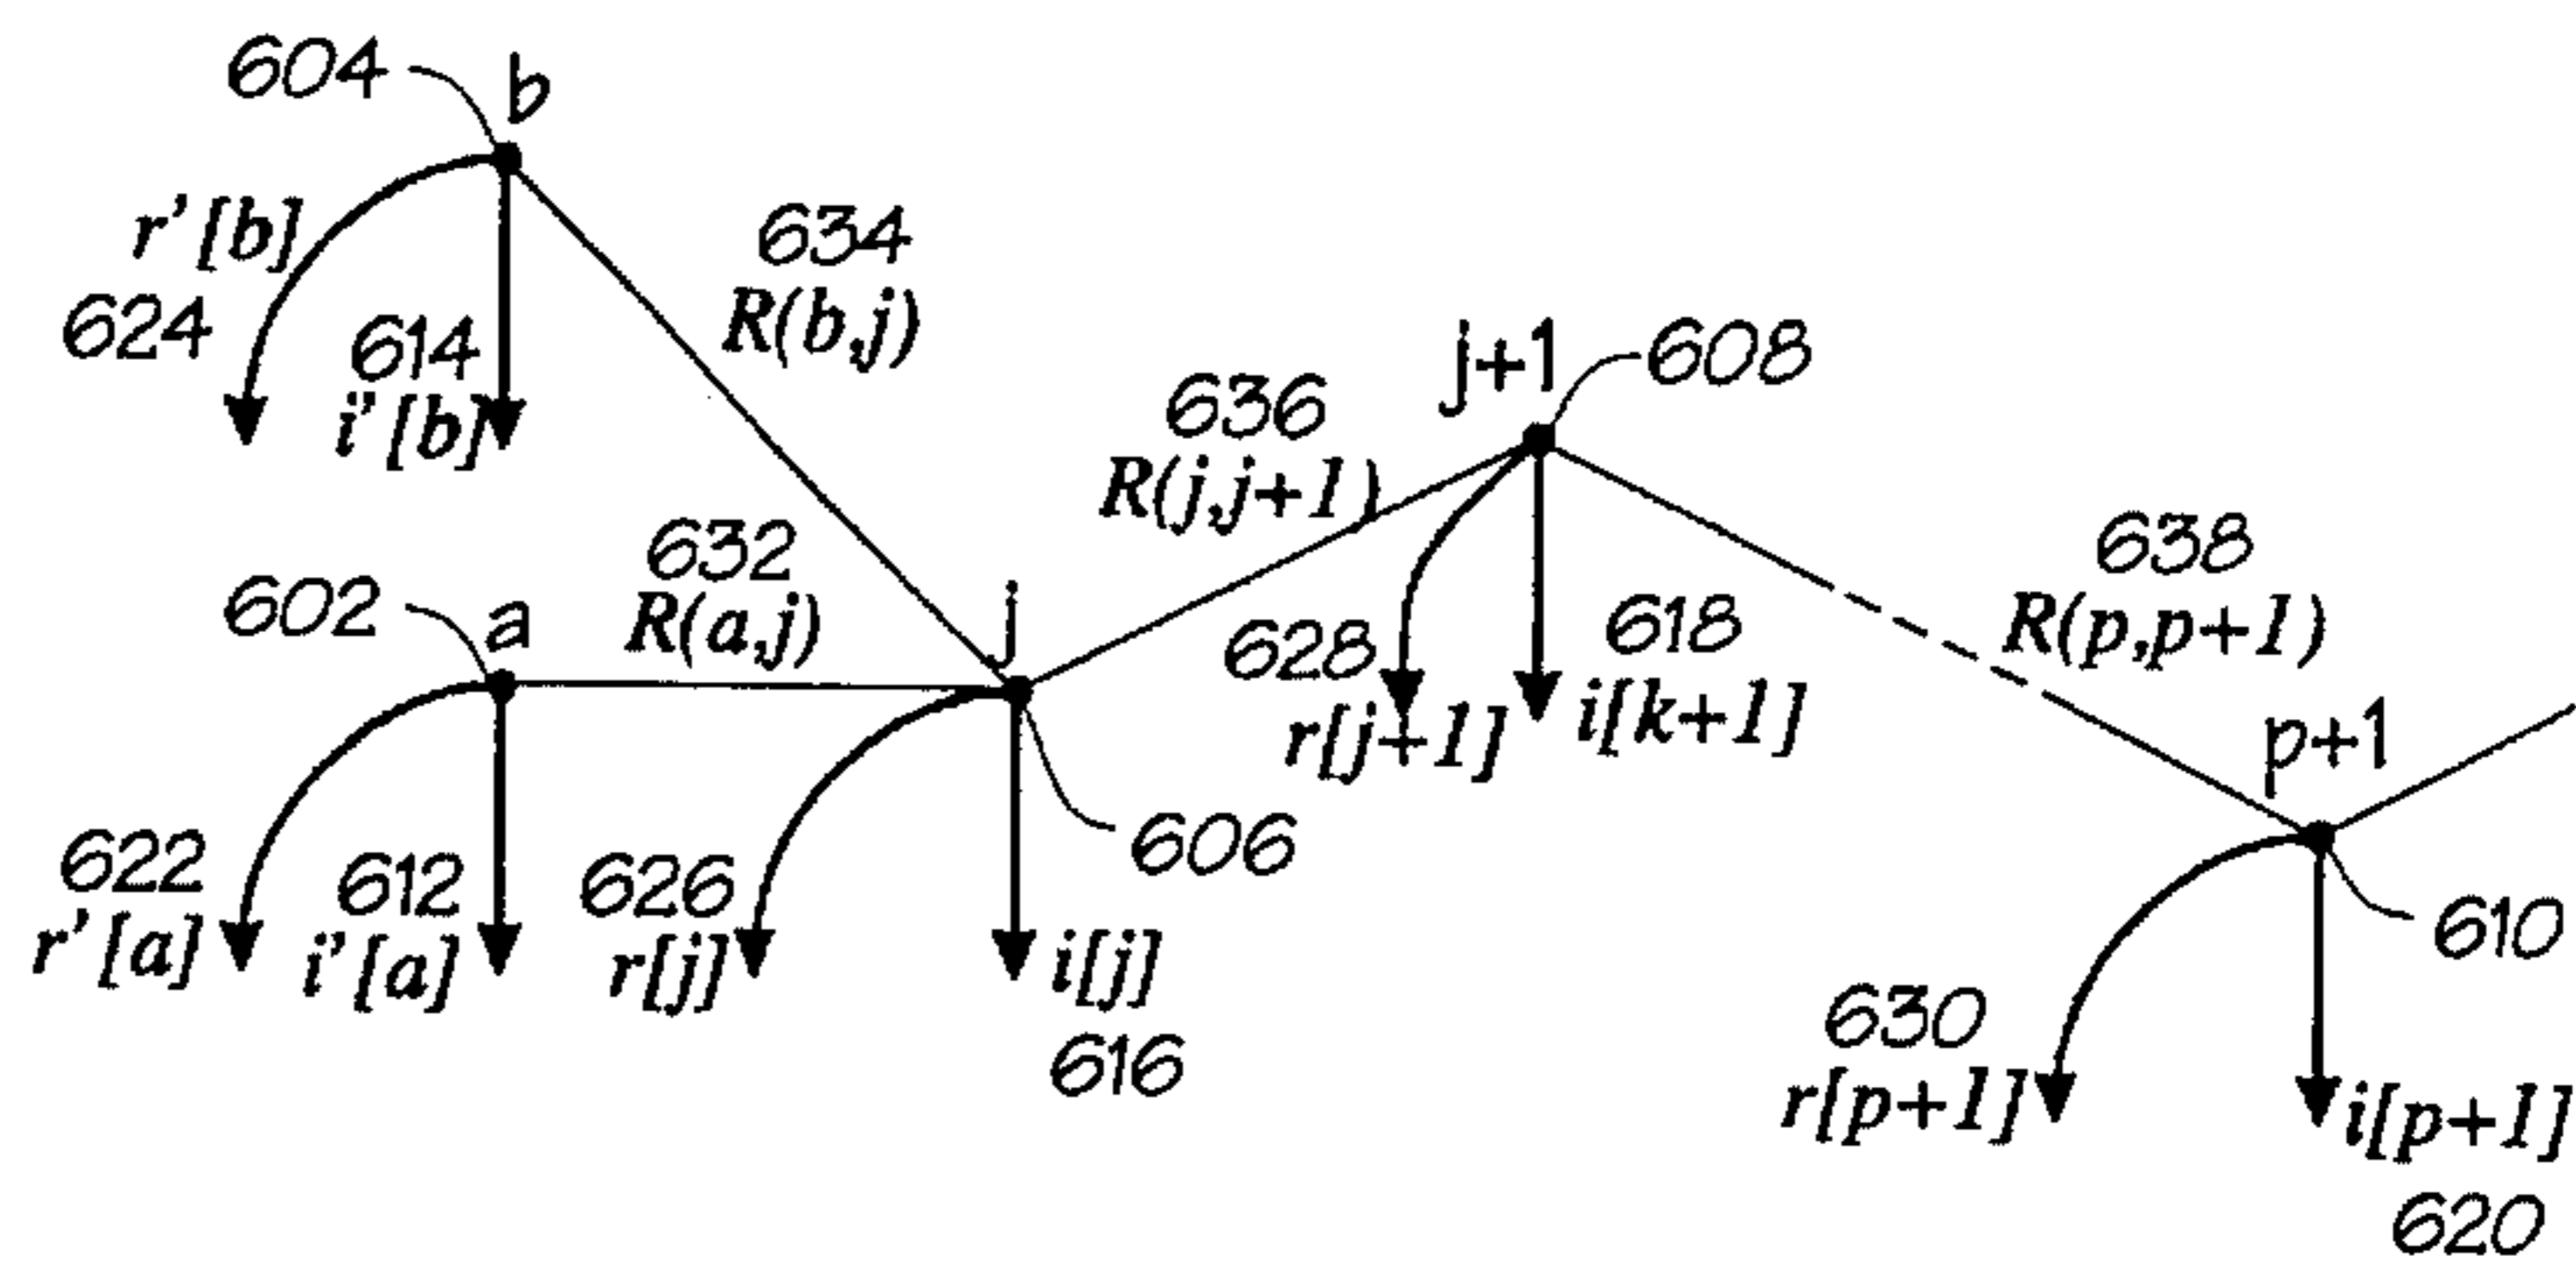 604
b
r'[b]
624
614
i'[b]
634
R(b,j)
j+1
608
636
R(j,j+1)
632
R(a,j)
602
a
j
638
R(p,p+1)
628
r[j+1]
618
i[k+1]
p+1
622
r'[a]
612
i'[a]
626
r[j]
606
i[j]
616
610
630
r[p+1]
i[p+1]
620